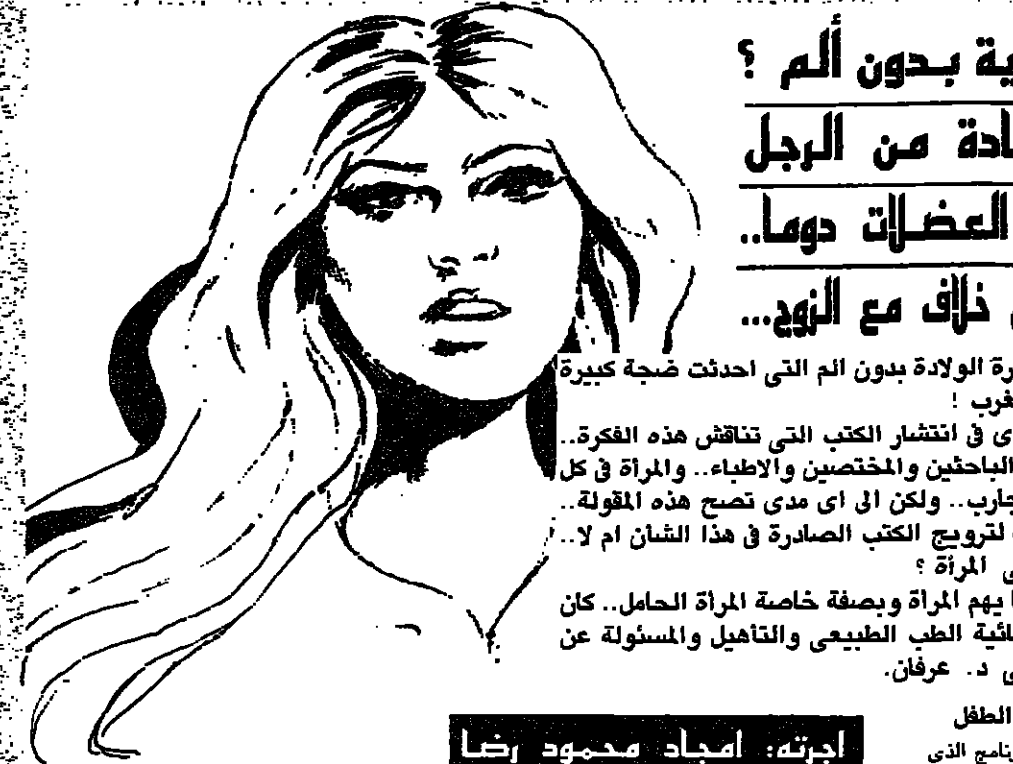 ية بـدون ألم ؟
ادة من الرجل
العضـلات دوما..
خلاف مع الزوج...
رة الولادة بدون الم التى احدثت ضجة كبيرة
غرب !
ى فى انتشار الكتب التى تناقش هذه الفكرة..
الباحثين والمختصين والاطباء.. والمرأة فى كل
جارب.. ولكن الى اى مدى تصح هذه المقولة..
لترويج الكتب الصادرة فى هذا الشأن ام لا..
ى المرأة ؟
ا يهم المرأة وبصفة خاصة المرأة الحامل.. كان
ائية الطب الطبيعى والتأهيل والمسئولة عن
ى د. عرفان.
الطفل
نامج الذى
اجرته: امجاد محمود رضا